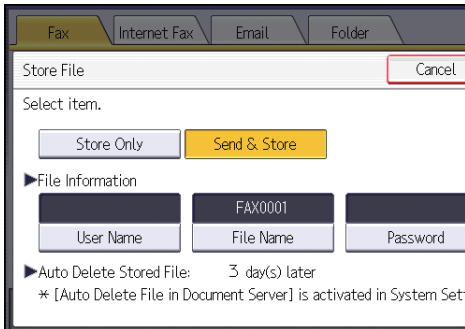 Fax Internet Fax Email Folder
Store File Cancel
Select item.
Store Only Send & Store
▶File Information
FAX0001
User Name File Name Password
▶Auto Delete Stored File: 3 day(s) later
* [Auto Delete File in Document Server] is activated in System Sett